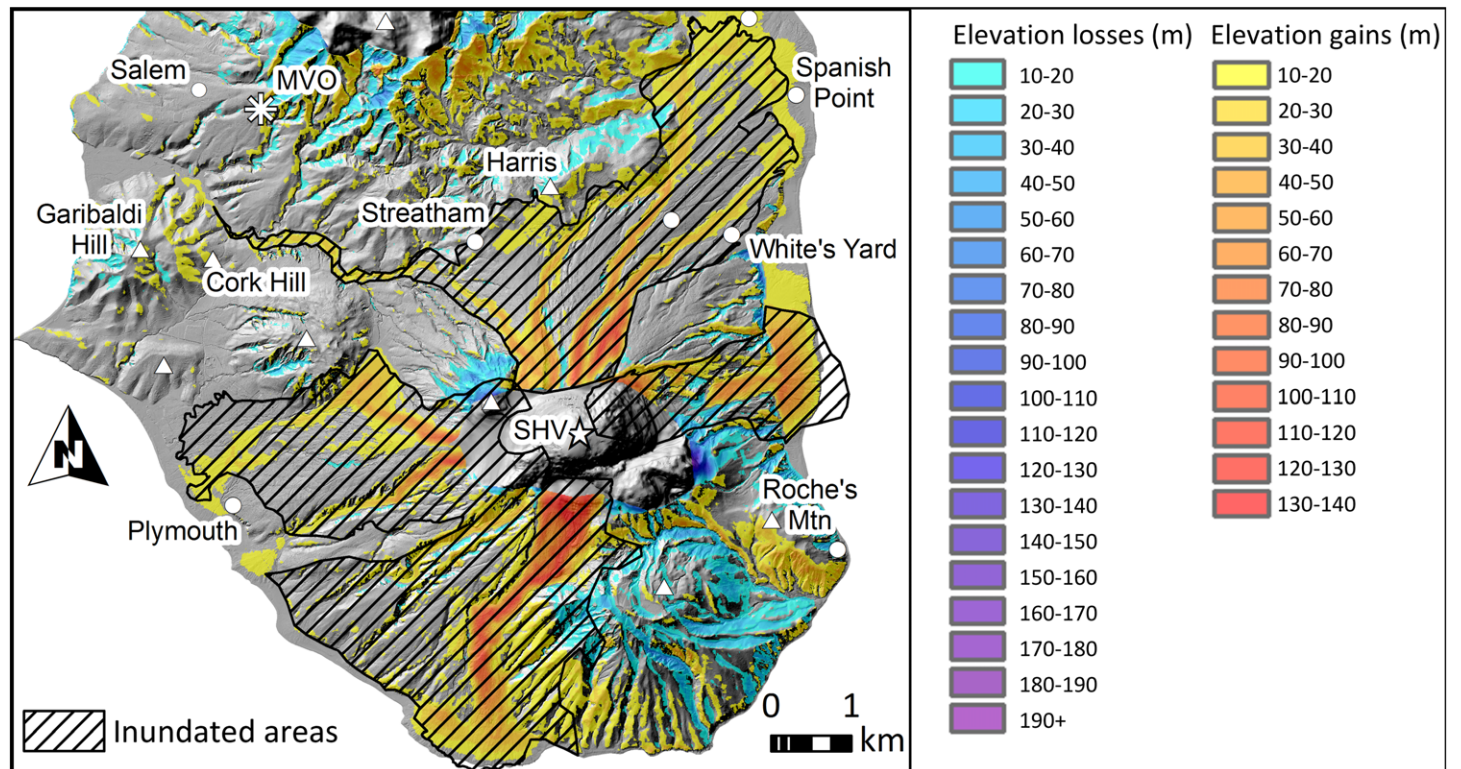 Salem
MVO
Spanish
Point
Harris
Garibaldi
Hill
Streatham
White's Yard
Cork Hill
SHV
N
Plymouth
Roche's
Mtn
Inundated areas
0 1
km
Elevation losses (m)
10-20
20-30
30-40
40-50
50-60
60-70
70-80
80-90
90-100
100-110
110-120
120-130
130-140
140-150
150-160
160-170
170-180
180-190
190+
Elevation gains (m)
10-20
20-30
30-40
40-50
50-60
60-70
70-80
80-90
90-100
100-110
110-120
120-130
130-140